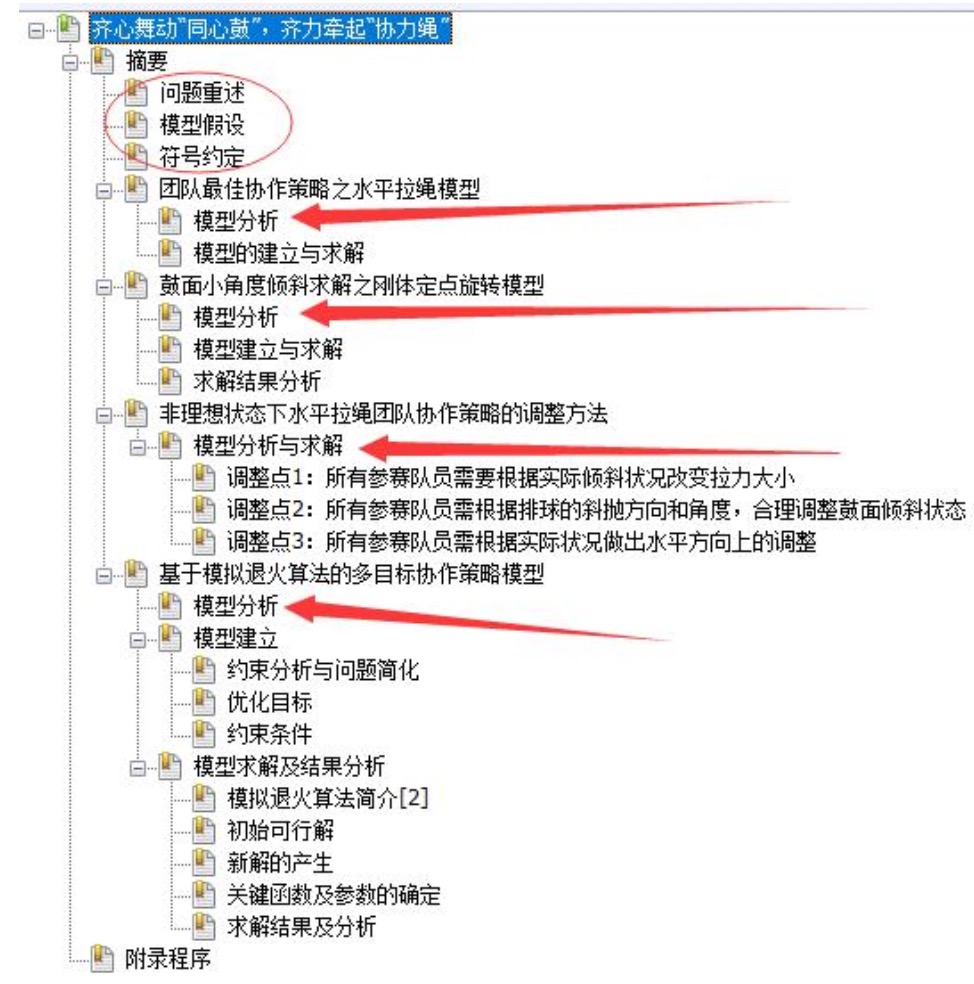 齐心舞动"同心鼓"，齐力牵起"协力绳"
摘要
问题重述
模型假设
符号约定
团队最佳协作策略之水平拉绳模型
模型分析
模型的建立与求解
鼓面小角度倾斜求解之刚体定点旋转模型
模型分析
模型建立与求解
求解结果分析
非理想状态下水平拉绳团队协作策略的调整方法
模型分析与求解
调整点1：所有参赛队员需要根据实际倾斜状况改变拉力大小
调整点2：所有参赛队员需根据排球的斜抛方向和角度，合理调整鼓面倾斜状态
调整点3：所有参赛队员需根据实际状况做出水平方向上的调整
基于模拟退火算法的多目标协作策略模型
模型分析
模型建立
约束分析与问题简化
优化目标
约束条件
模型求解及结果分析
模拟退火算法简介[2]
初始可行解
新解的产生
关键函数及参数的确定
求解结果及分析
附录程序